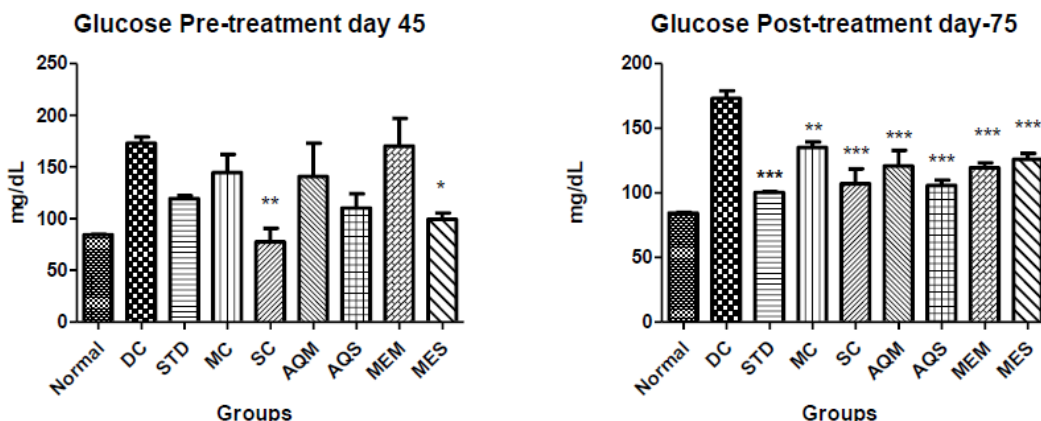 Glucose Pre-treatment day 45
250
200
150
100
50
0
mg/dL
**
*
Normal
DC
STD
MC
SC
AQM
AQS
MEM
MES
Groups
Glucose Post-treatment day-75
200
150
100
50
0
mg/dL
***
**
***
***
***
***
***
Normal
DC
STD
MC
SC
AQM
AQS
MEM
MES
Groups